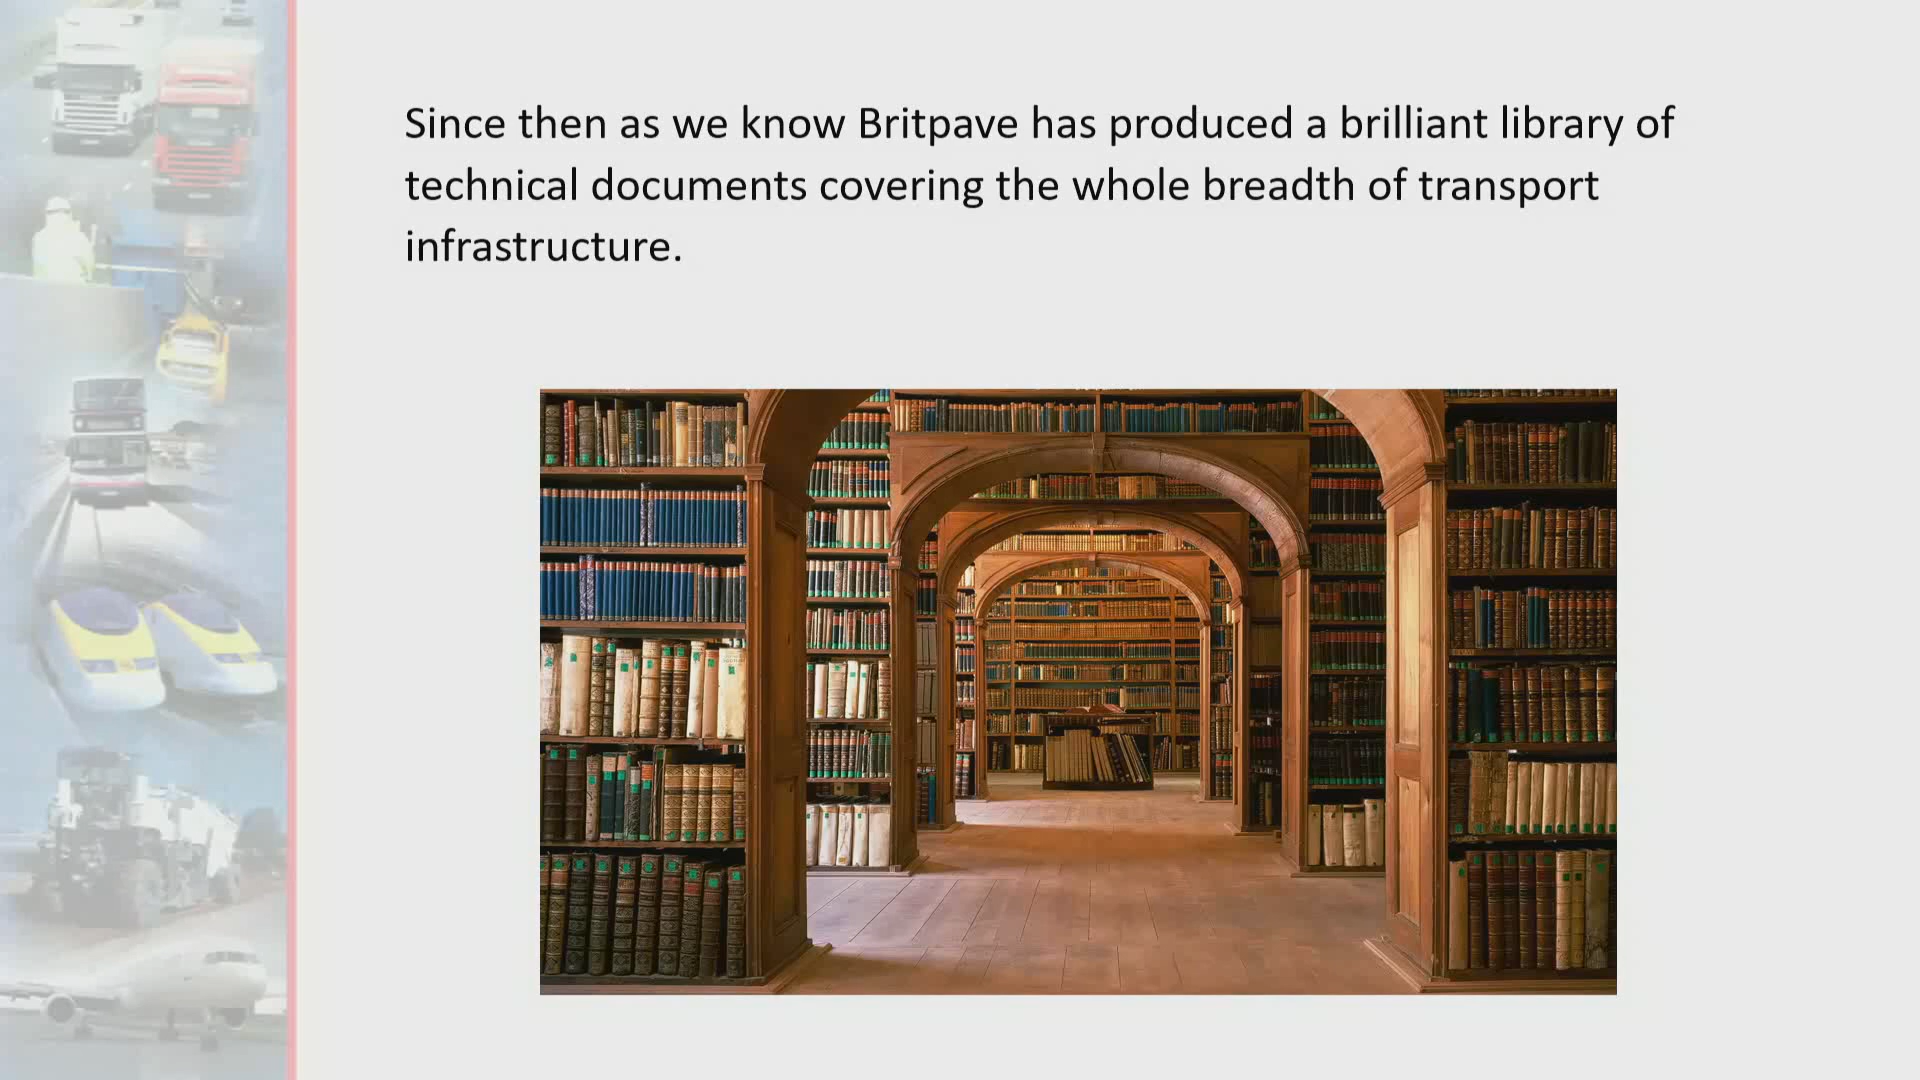 Since then as we know Britpave has produced a brilliant library of
technical documents covering the whole breadth of transport
infrastructure.